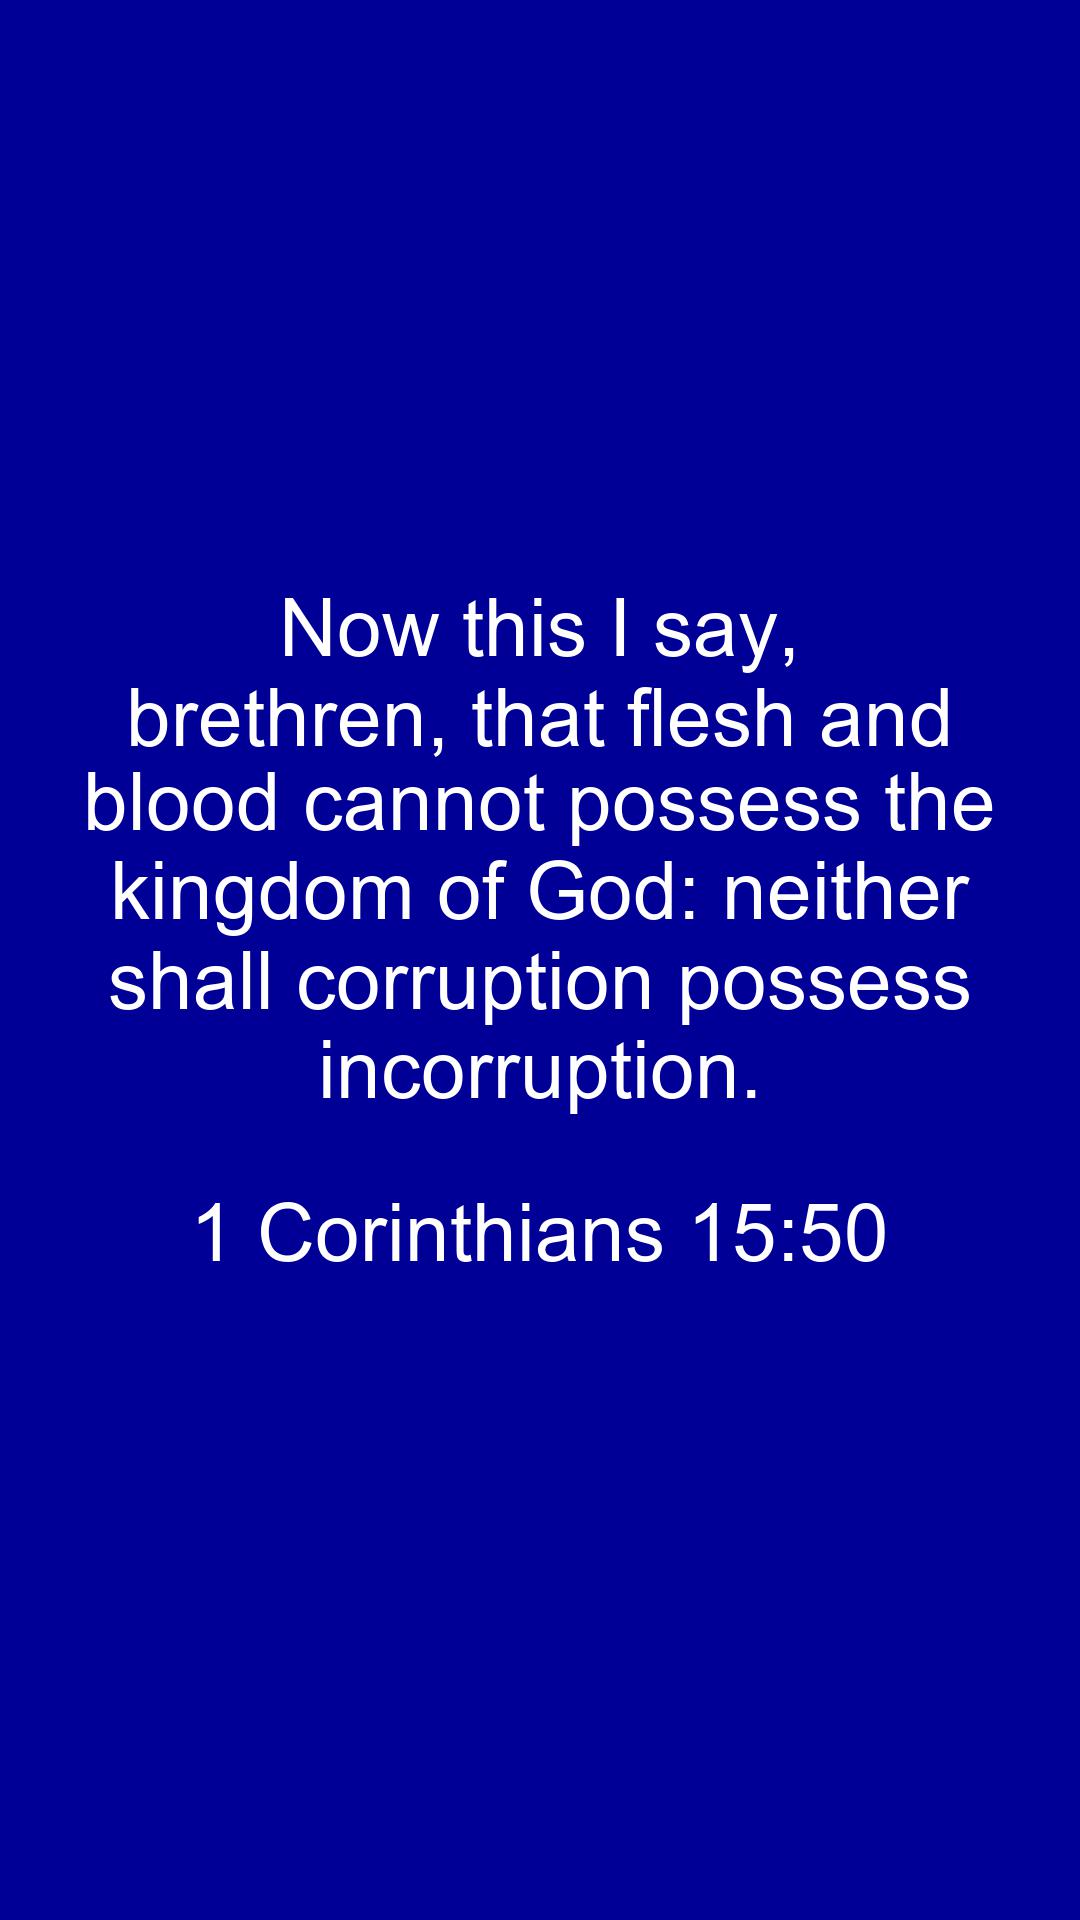 Now this I say,
brethren, that flesh and
blood cannot possess the
kingdom of God: neither
shall corruption possess
incorruption.
1 Corinthians 15:50